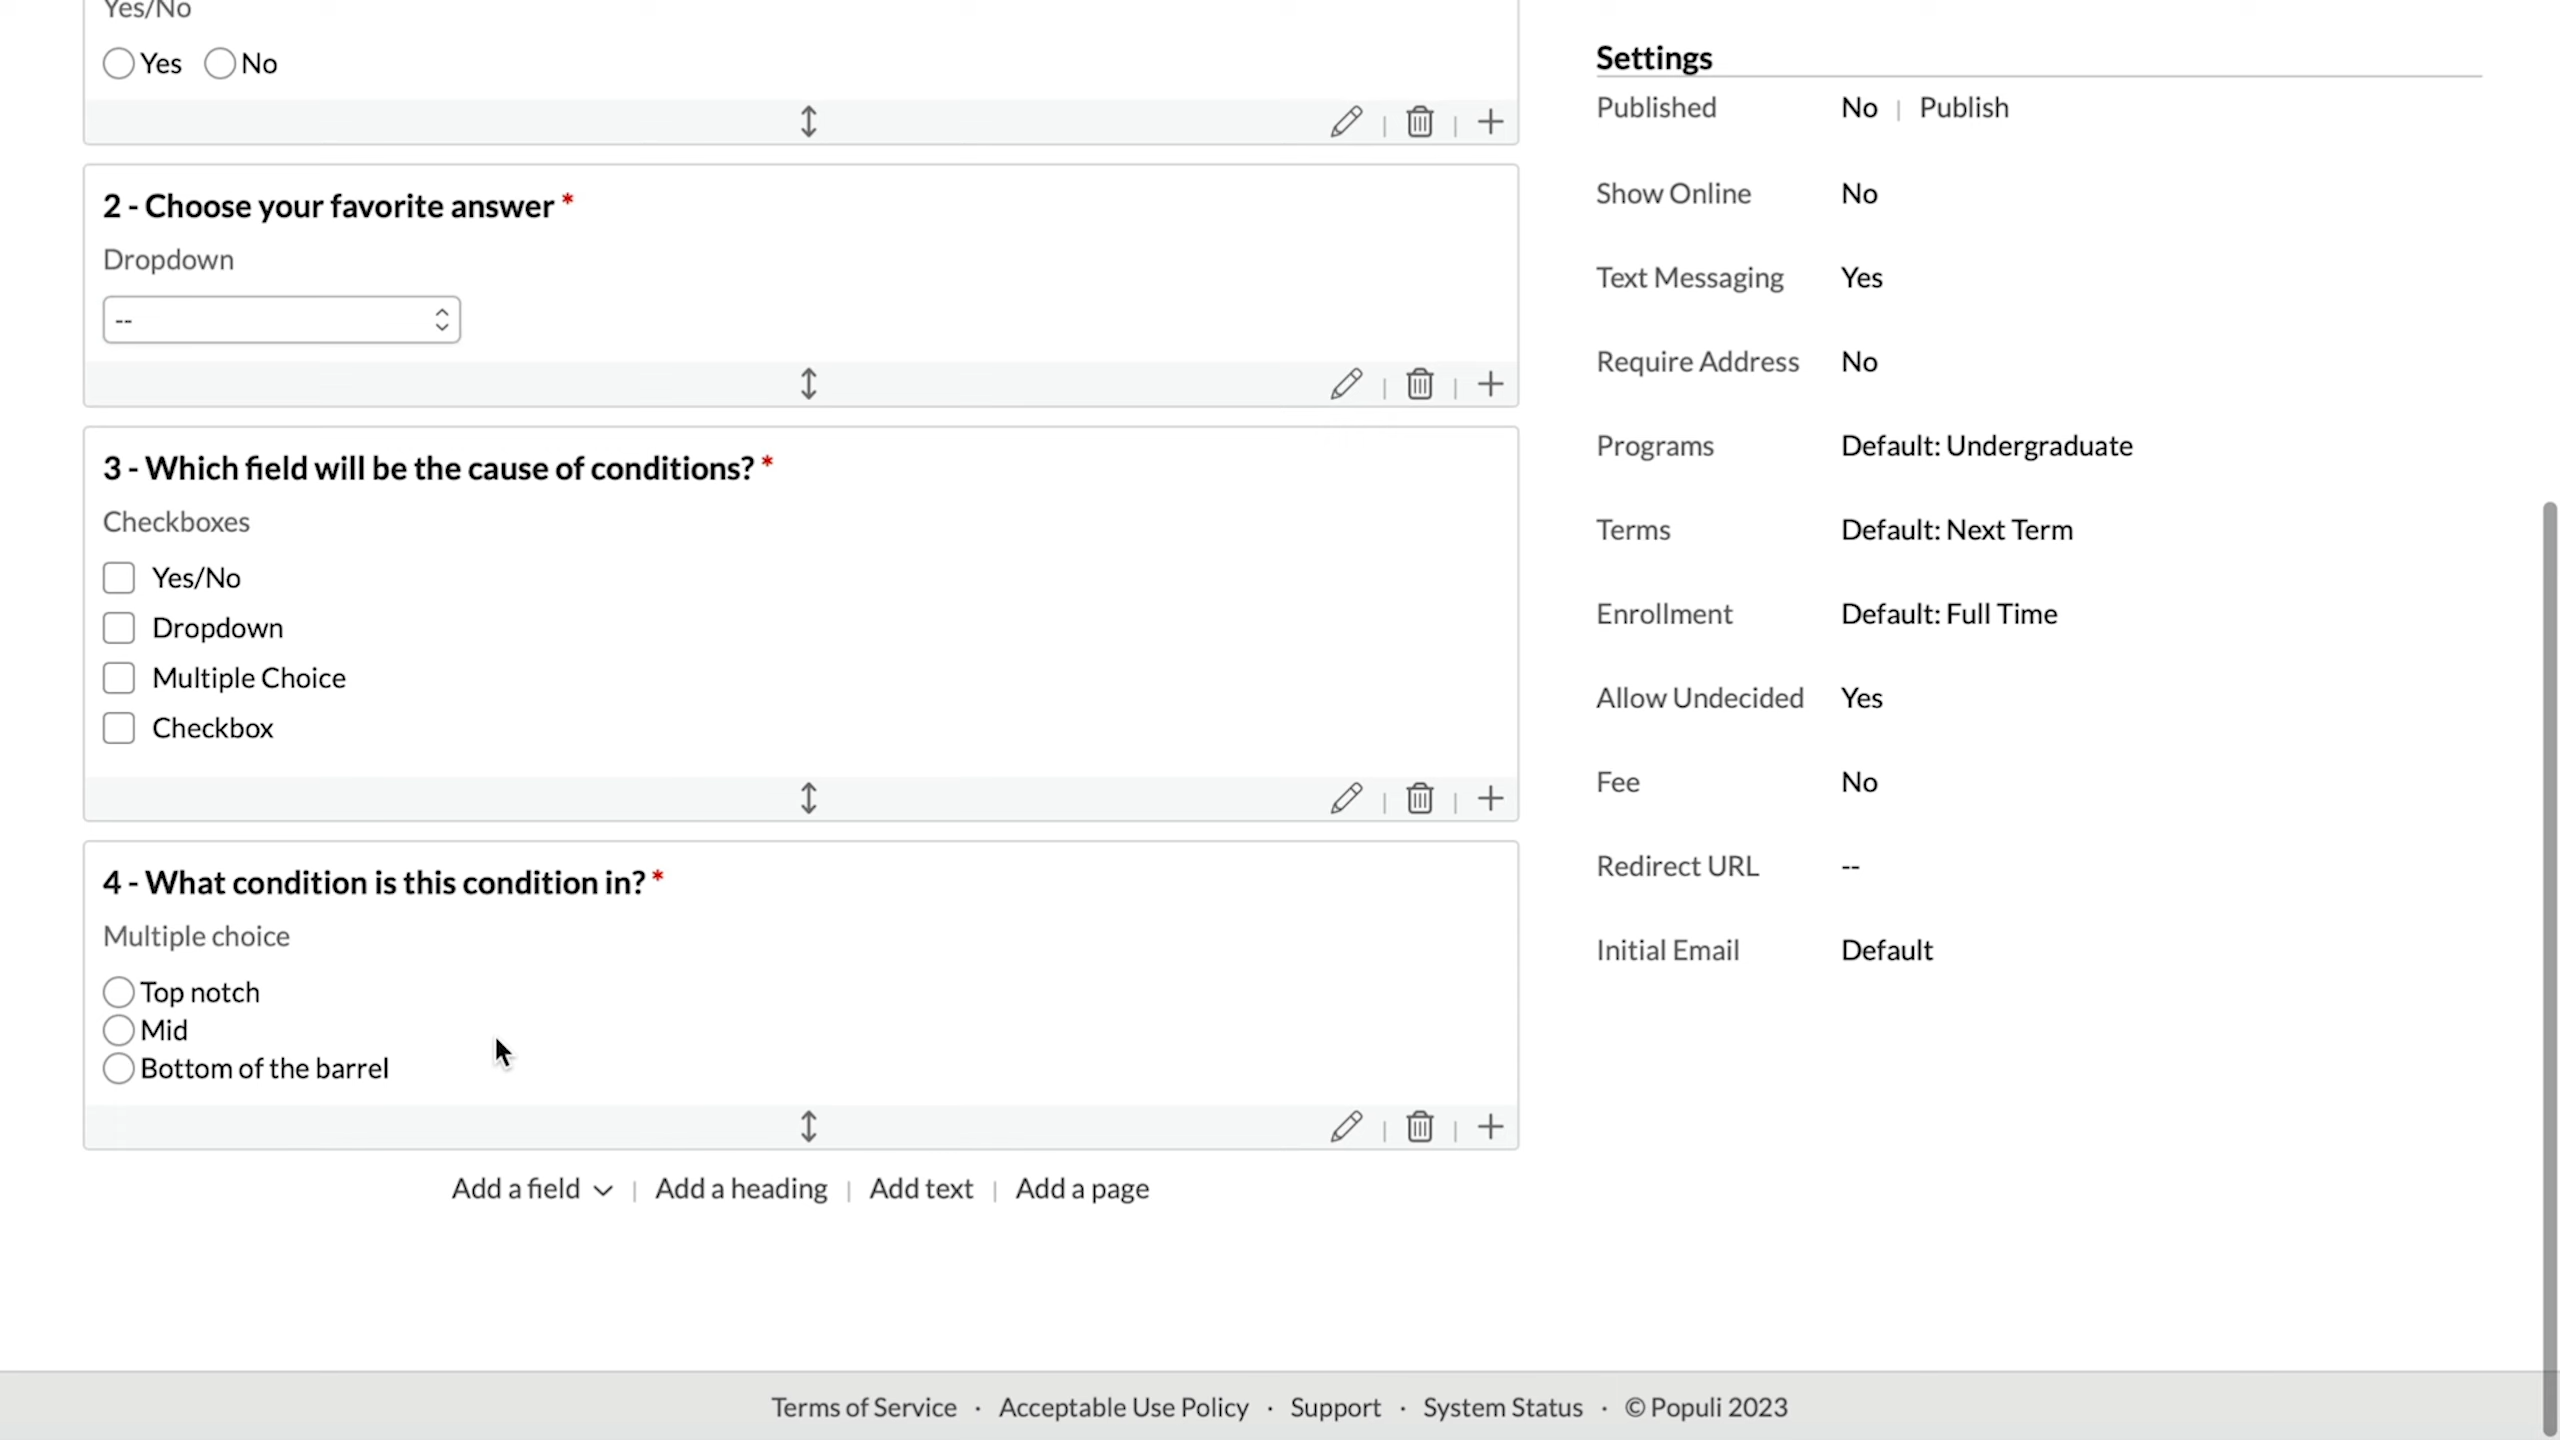 Yes/No
Yes No
2 - Choose your favorite answer *
Dropdown
--
3 - Which field will be the cause of conditions? *
Checkboxes
Yes/No
Dropdown
Multiple Choice
Checkbox
4 - What condition is this condition in? *
Multiple choice
Top notch
Mid
Bottom of the barrel
Add a field | Add a heading | Add text | Add a page
Settings
Published No | Publish
Show Online No
Text Messaging Yes
Require Address No
Programs Default: Undergraduate
Terms Default: Next Term
Enrollment Default: Full Time
Allow Undecided Yes
Fee No
Redirect URL --
Initial Email Default
Terms of Service · Acceptable Use Policy · Support · System Status · © Populi 2023